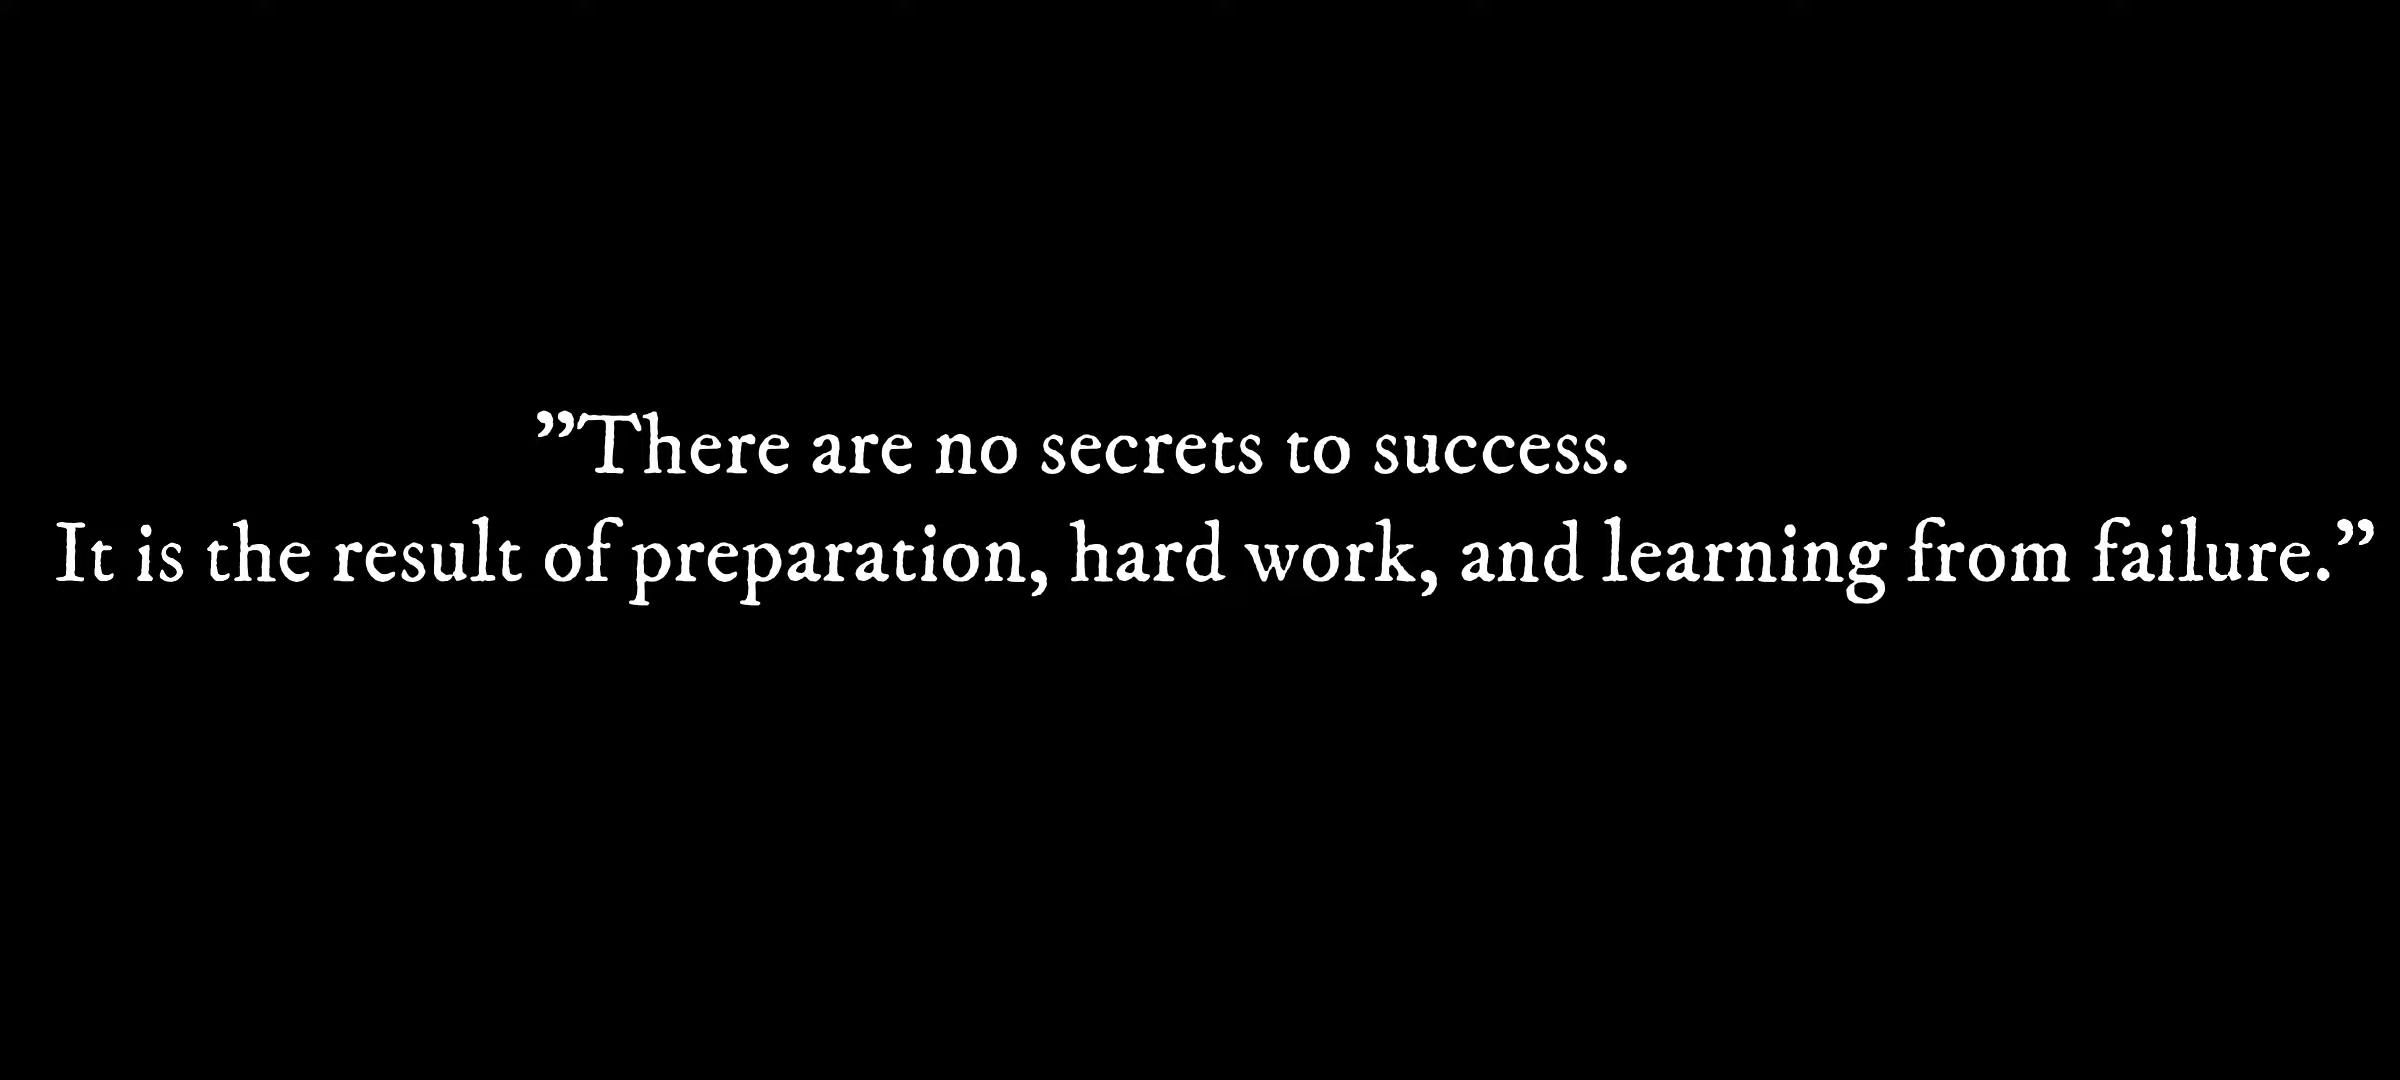 ”There are no secrets to success.
It is the result of preparation, hard work, and learning from failure.”